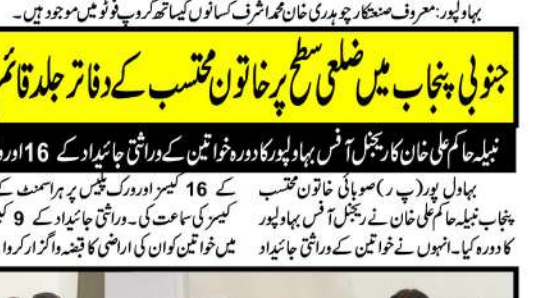 بہاولپور: معروف صنعتکار چوہدری خان محمد اشرف کسانوں کیساتھ گروپ فوٹو میں موجود ہیں۔
جنوبی پنجاب میں ضلعی سطح پر خاتون محتسب کے دفاتر جلد قائم
نبیلہ حاکم علی خان کا ریجنل آفس بہاولپور کا دورہ خواتین کے وراثتی جائیداد کے 16 اور
بہاول پور (پ ر) صوبائی خاتون محتسب
پنجاب نبیلہ حاکم علی خان نے ریجنل آفس بہاولپور
کا دورہ کیا۔ انہوں نے خواتین کے وراثتی جائیداد
کے 16 کیسز اور ورک پلیس پر ہراسمنٹ کے
کیسز کی سماعت کی۔ وراثتی جائیداد کے 9
میں خواتین کو ان کی اراضی کا قبضہ واگزار کروا